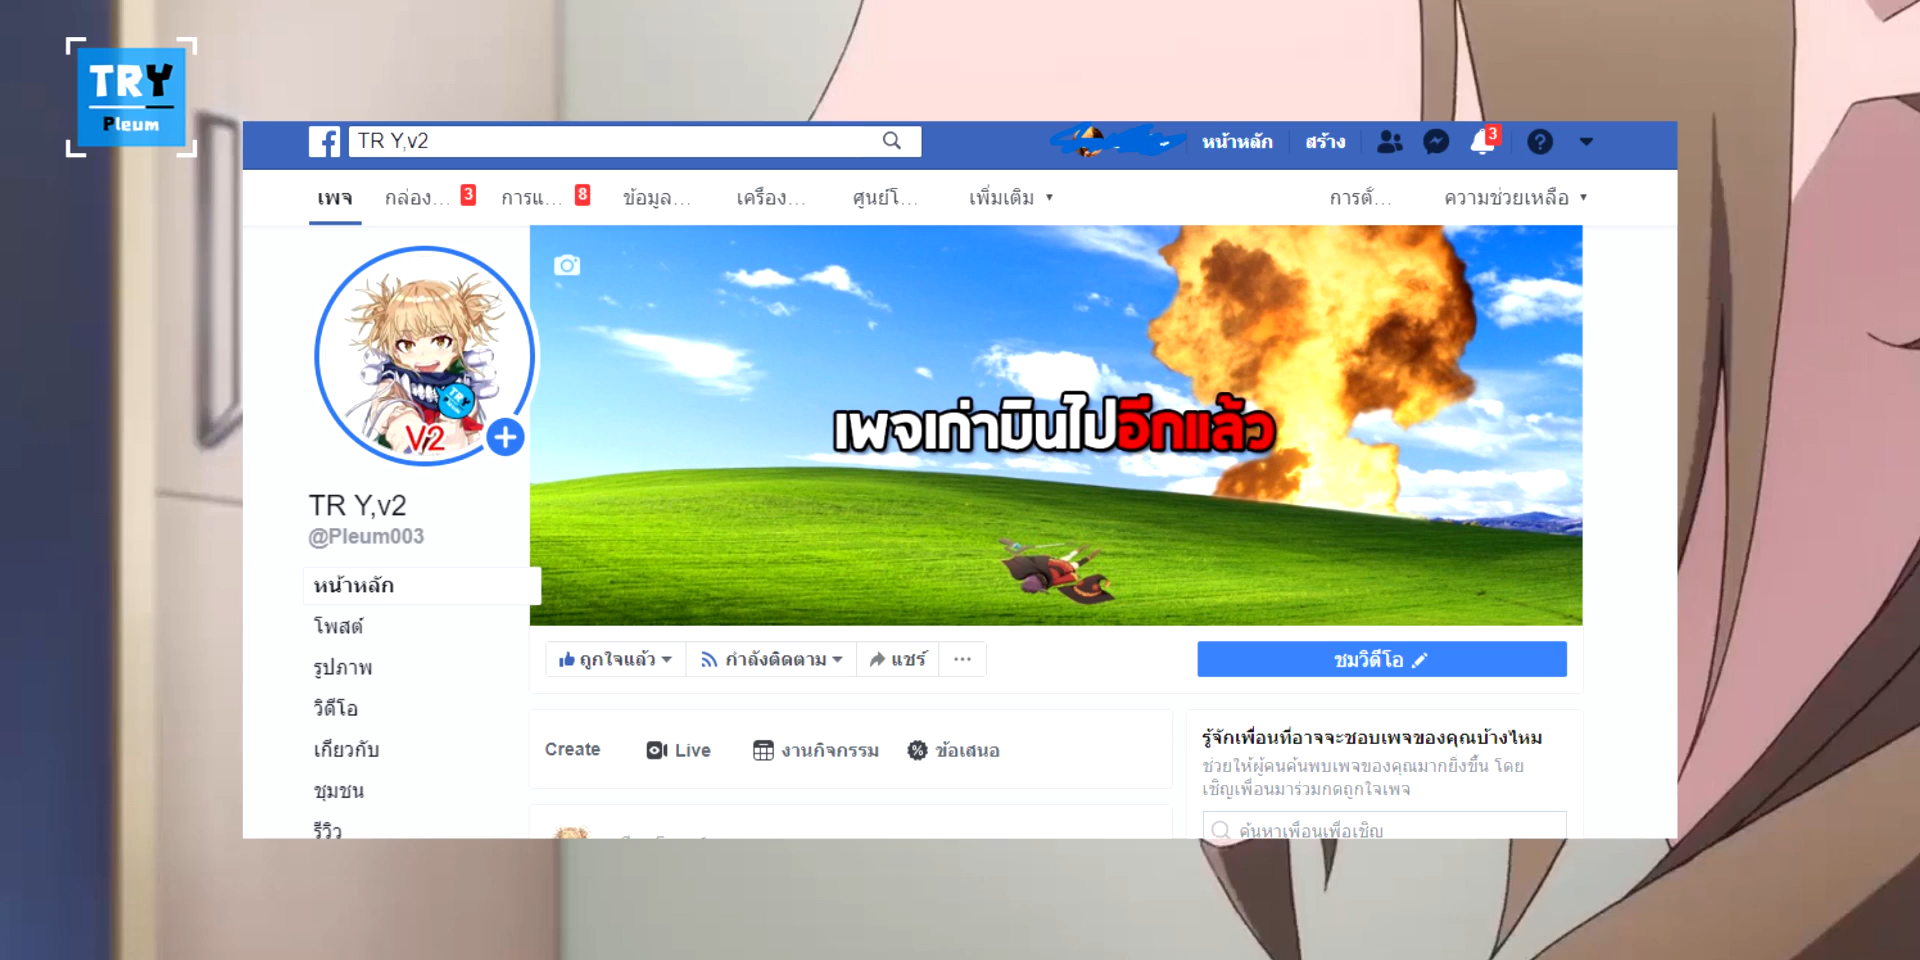 TRY
Pleum
TR Y,v2
หน้าหลัก
สร้าง
3
เพจ
กล่อง...
3
การแ...
8
ข้อมูล...
เครื่อง...
ศูนย์โ...
เพิ่มเติม
การตั้...
ความช่วยเหลือ
TRY
Pleum
V2
เพจเก่าบินไปอีกแล้ว
TR Y,v2
@Pleum003
หน้าหลัก
โพสต์
รูปภาพ
วิดีโอ
เกี่ยวกับ
ชุมชน
รีวิว
ถูกใจแล้ว
กำลังติดตาม
แชร์
ชมวิดีโอ
Create
Live
งานกิจกรรม
ข้อเสนอ
รู้จักเพื่อนที่อาจจะชอบเพจของคุณบ้างไหม
ช่วยให้ผู้คนค้นพบเพจของคุณมากยิ่งขึ้น โดย
เชิญเพื่อนมาร่วมกดถูกใจเพจ
ค้นหาเพื่อนเพื่อเชิญ